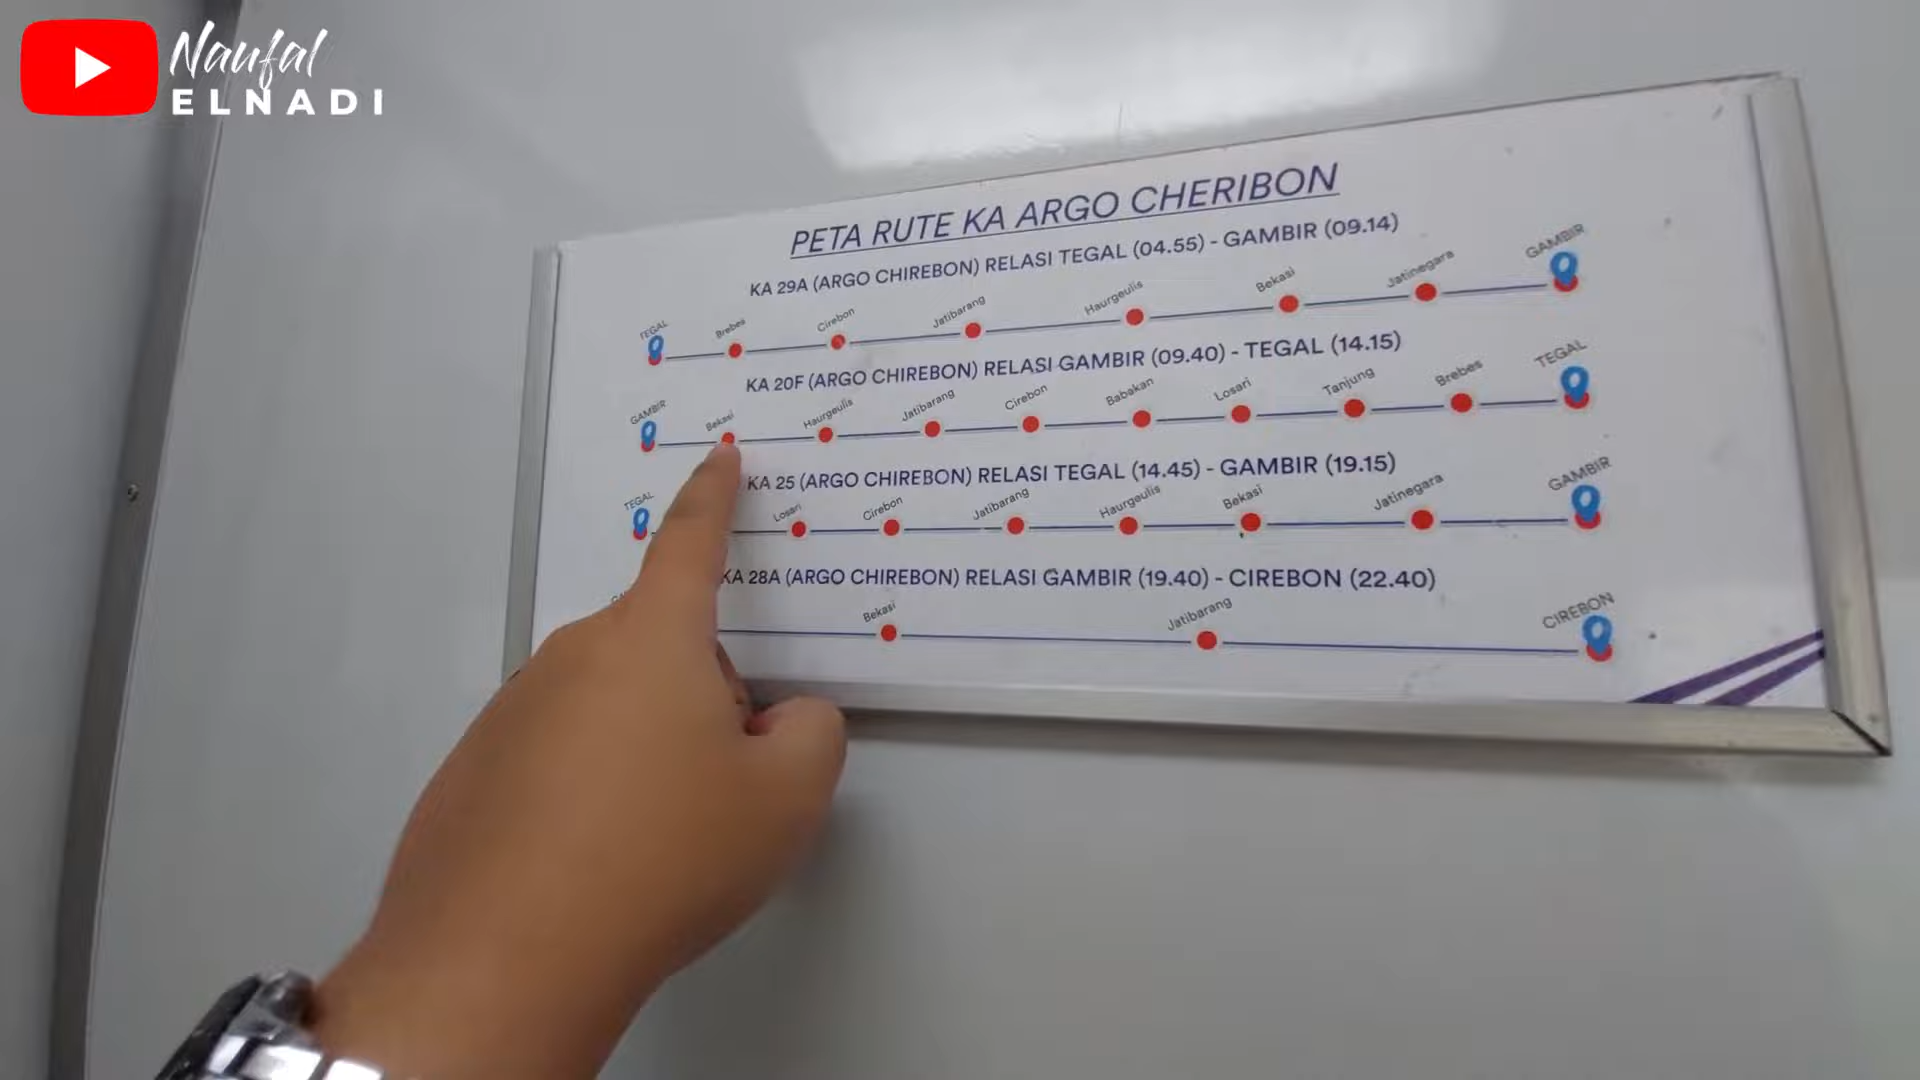 Naufal
ELNADI
PETA RUTE KA ARGO CHERIBON
KA 29A (ARGO CHIREBON) RELASI TEGAL (04.55) - GAMBIR (09.14)
TEGAL Brebes Cirebon Jatibarang Haurgeulis Bekasi Jatinegara GAMBIR
KA 20F (ARGO CHIREBON) RELASI GAMBIR (09.40) - TEGAL (14.15)
GAMBIR Bekasi Haurgeulis Jatibarang Cirebon Babakan Losari Tanjung Brebes TEGAL
KA 25 (ARGO CHIREBON) RELASI TEGAL (14.45) - GAMBIR (19.15)
TEGAL Losari Cirebon Jatibarang Haurgeulis Bekasi Jatinegara GAMBIR
KA 28A (ARGO CHIREBON) RELASI GAMBIR (19.40) - CIREBON (22.40)
Bekasi Jatibarang CIREBON